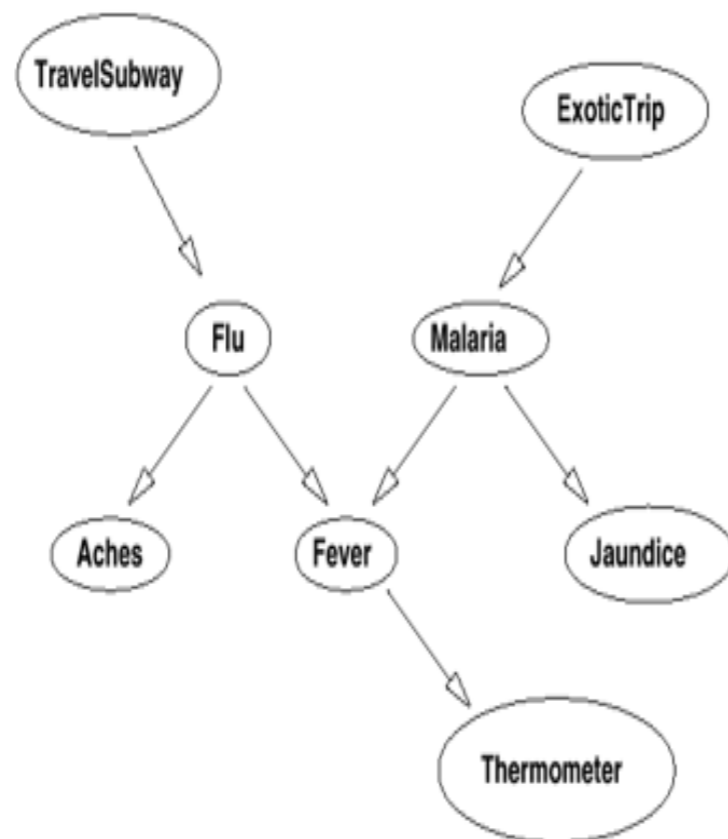 TravelSubway
ExoticTrip
Flu
Malaria
Aches
Fever
Jaundice
Thermometer